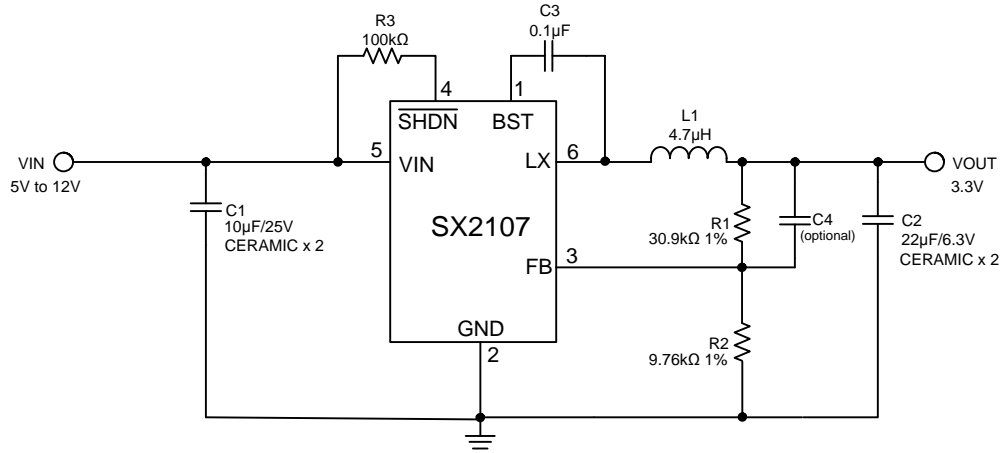 C3
0.1µF
R3
100kΩ
4
1
SHDN
BST
L1
4.7µH
VIN
5V to 12V
5
VIN
LX
6
VOUT
3.3V
C1
10µF/25V
CERAMIC x 2
SX2107
R1
30.9kΩ 1%
C4
(optional)
C2
22µF/6.3V
CERAMIC x 2
FB
3
GND
2
R2
9.76kΩ 1%